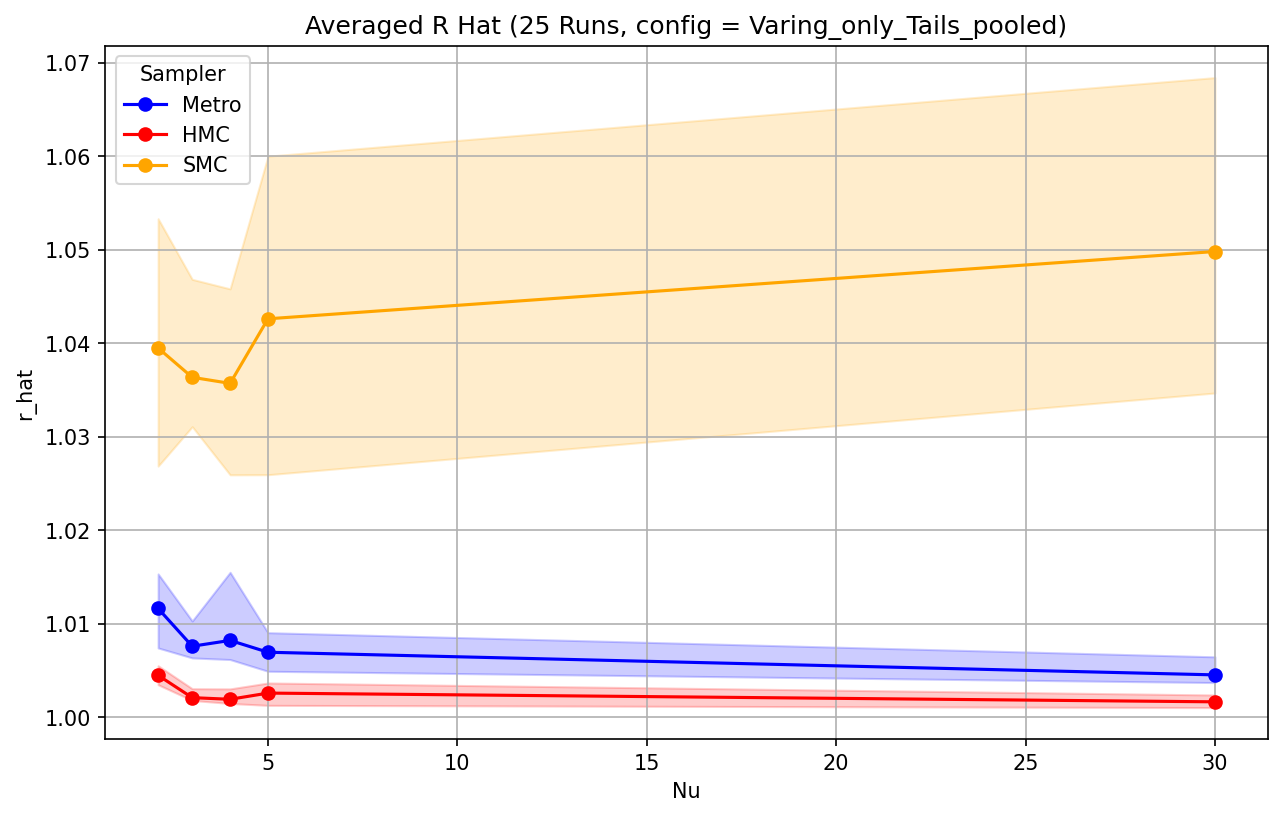 Averaged R Hat (25 Runs, config = Varing_only_Tails_pooled)
Sampler
Metro
HMC
SMC
r_hat
1.07
1.06
1.05
1.04
1.03
1.02
1.01
1.00
5 10 15 20 25 30
Nu